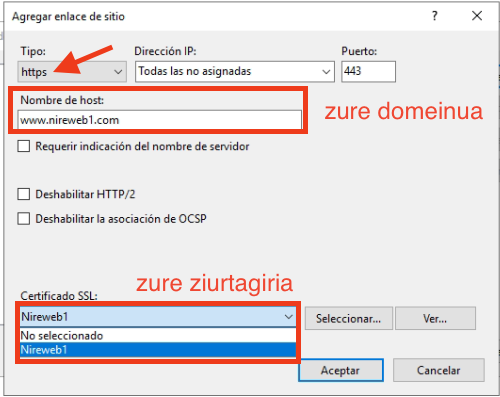 Agregar enlace de sitio
Tipo: Dirección IP: Puerto:
https Todas las no asignadas 443
Nombre de host:
www.nireweb1.com
zure domeinua
Requerir indicación del nombre de servidor
Deshabilitar HTTP/2
Deshabilitar la asociación de OCSP
zure ziurtagiria
Certificado SSL:
Nireweb1 Seleccionar... Ver...
No seleccionado
Nireweb1
Aceptar Cancelar